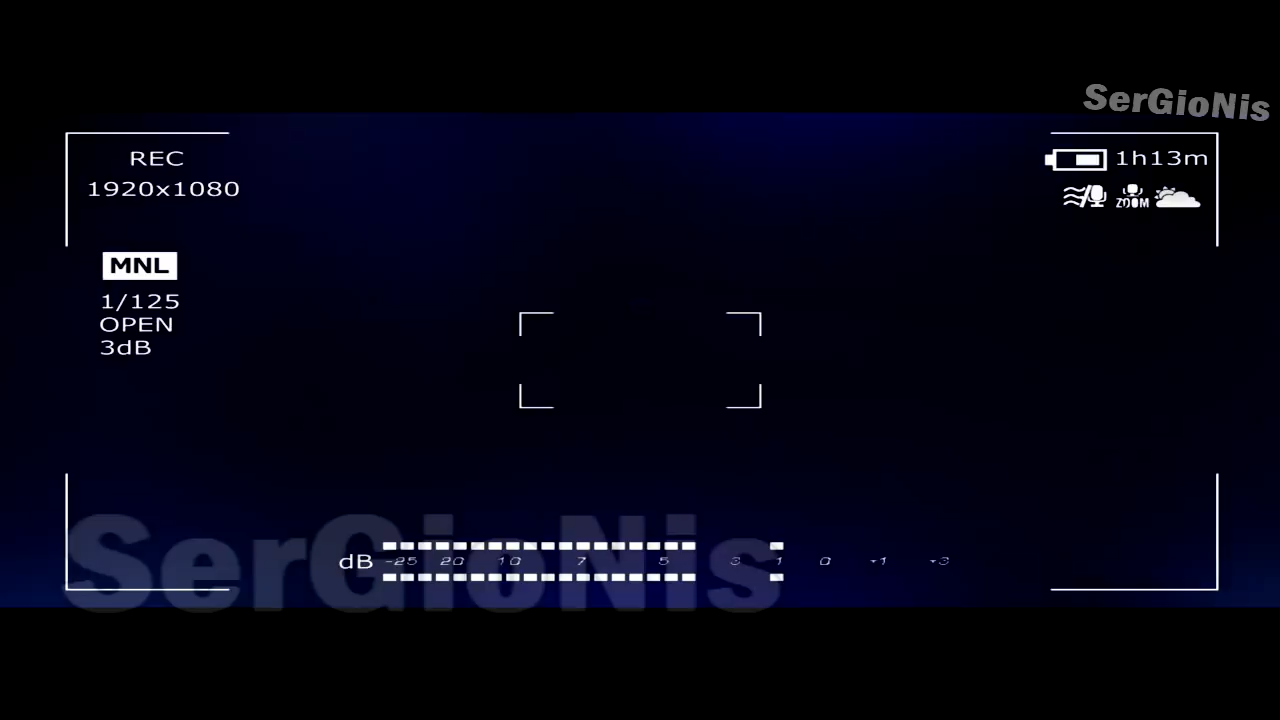 SerGioNis
REC
1920x1080
1h13m
ZOOM
MNL
1/125
OPEN
3dB
SerGioNis
dB -25 20 10 7 5 3 1 0 +1 +3